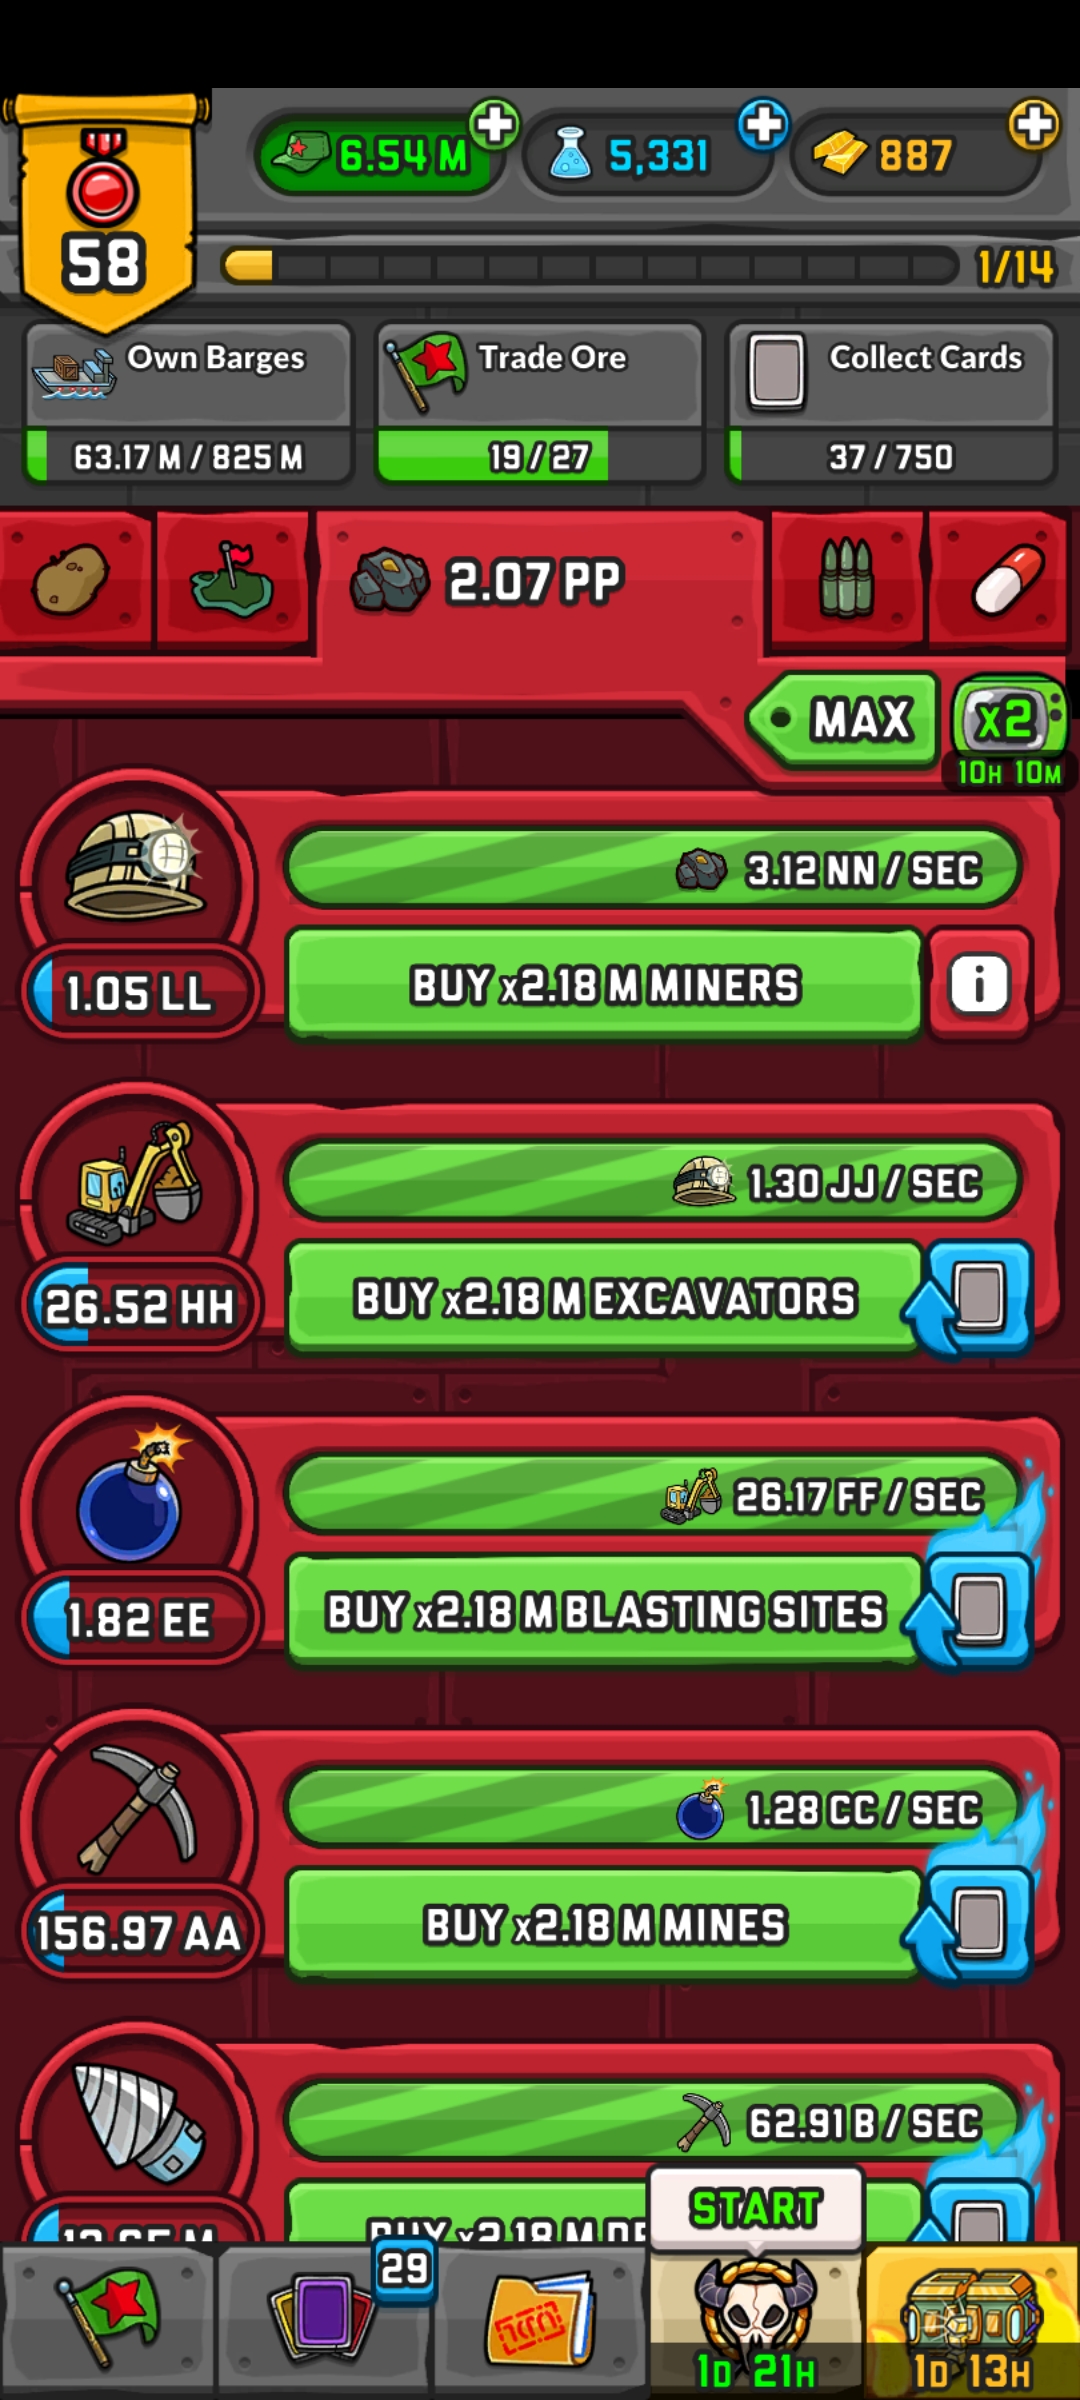 6.54 M
5,331
887
58
1/14
Own Barges
63.17 M / 825 M
Trade Ore
19 / 27
Collect Cards
37 / 750
2.07 PP
MAX
x2
10H 10M
3.12 NN / SEC
1.05 LL
BUY x2.18 M MINERS
i
1.30 JJ / SEC
26.52 HH
BUY x2.18 M EXCAVATORS
26.17 FF / SEC
1.82 EE
BUY x2.18 M BLASTING SITES
1.28 CC / SEC
156.97 AA
BUY x2.18 M MINES
62.91 B / SEC
BUY x2.18 M
START
29
1D 21H
1D 13H